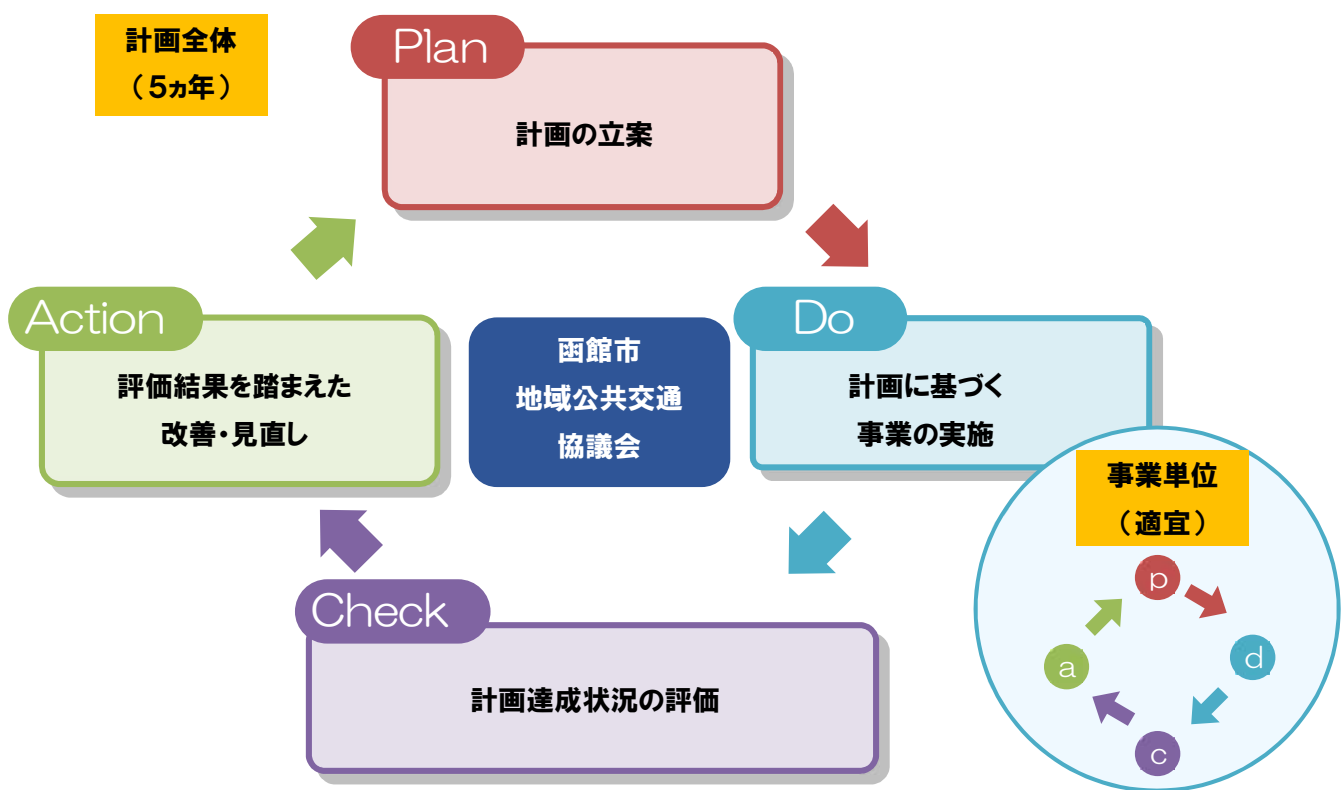 計画全体
（5ヵ年）
Plan
計画の立案
Action
評価結果を踏まえた
改善・見直し
函館市
地域公共交通
協議会
Do
計画に基づく
事業の実施
Check
計画達成状況の評価
事業単位
（適宜）
p
d
c
a